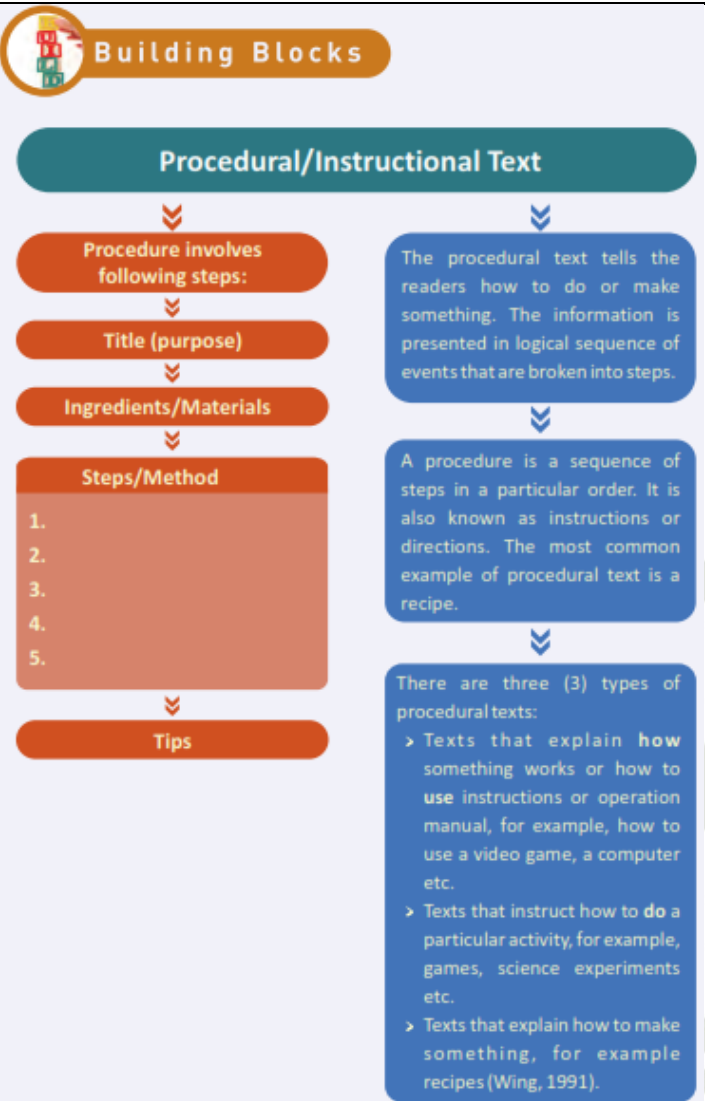 Building Blocks
Procedural/Instructional Text
Procedure involves
following steps:
Title (purpose)
Ingredients/Materials
Steps/Method
1.
2.
3.
4.
5.
Tips
The procedural text tells the
readers how to do or make
something. The information is
presented in logical sequence of
events that are broken into steps.
A procedure is a sequence of
steps in a particular order. It is
also known as instructions or
directions. The most common
example of procedural text is a
recipe.
There are three (3) types of
procedural texts:
> Texts that explain how
something works or how to
use instructions or operation
manual, for example, how to
use a video game, a computer
etc.
> Texts that instruct how to do a
particular activity, for example,
games, science experiments
etc.
> Texts that explain how to make
something, for example
recipes (Wing, 1991).